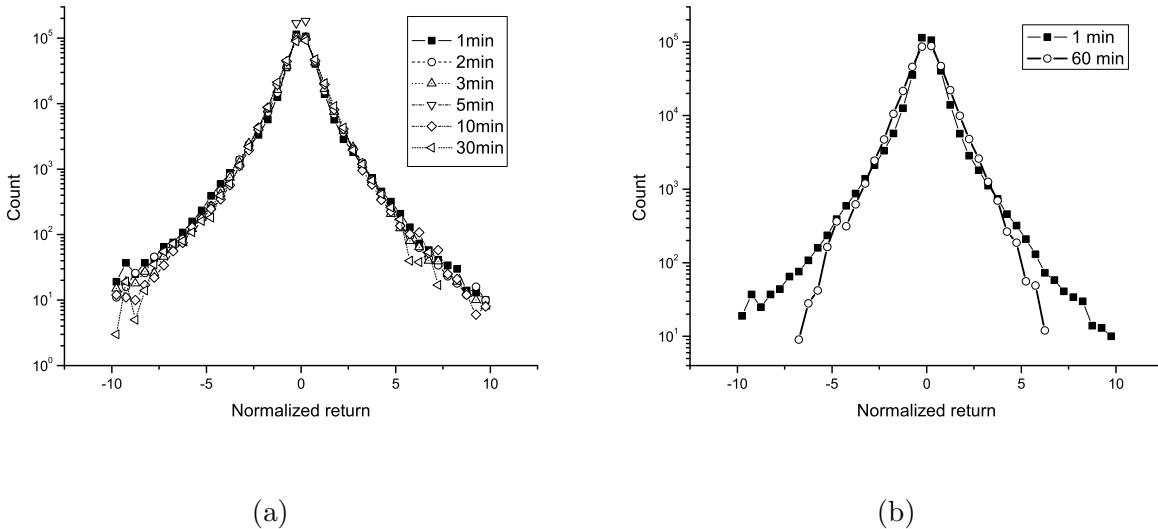 10^5
10^4
10^3
10^2
10^1
10^0
Count
-10 -5 0 5 10
Normalized return
1min
2min
3min
5min
10min
30min
(a)
10^5
10^4
10^3
10^2
10^1
Count
-10 -5 0 5 10
Normalized return
1 min
60 min
(b)